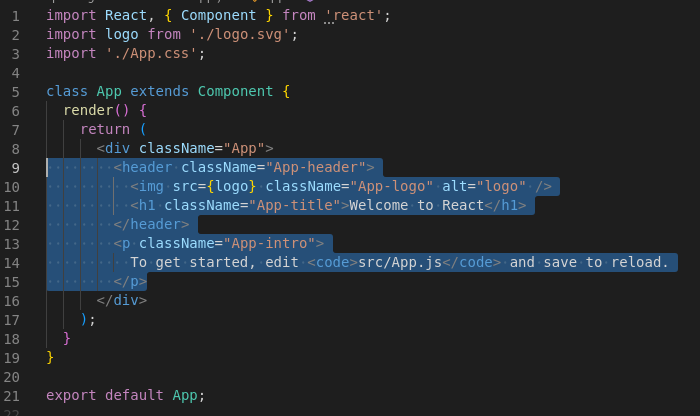 1 import React, { Component } from 'react';
2 import logo from './logo.svg';
3 import './App.css';
4
5 class App extends Component {
6 render() {
7 return (
8 <div className="App">
9 <header className="App-header">
10 <img src={logo} className="App-logo" alt="logo" />
11 <h1 className="App-title">Welcome to React</h1>
12 </header>
13 <p className="App-intro">
14 To get started, edit <code>src/App.js</code> and save to reload.
15 </p>
16 </div>
17 );
18 }
19 }
20
21 export default App;
22